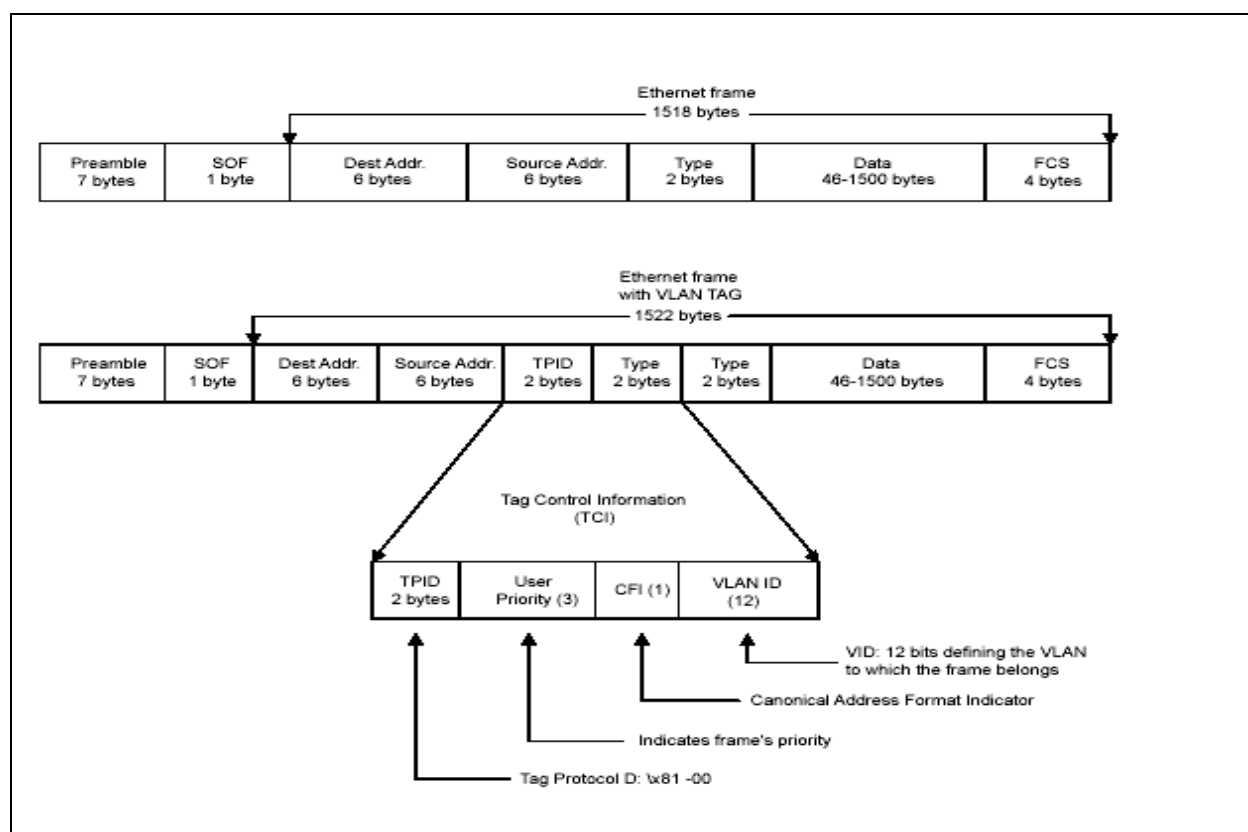 Ethernet frame
1518 bytes
Preamble
7 bytes
SOF
1 byte
Dest Addr.
6 bytes
Source Addr.
6 bytes
Type
2 bytes
Data
46-1500 bytes
FCS
4 bytes
Ethernet frame
with VLAN TAG
1522 bytes
Preamble
7 bytes
SOF
1 byte
Dest Addr.
6 bytes
Source Addr.
6 bytes
TPID
2 bytes
Type
2 bytes
Type
2 bytes
Data
46-1500 bytes
FCS
4 bytes
Tag Control Information
(TCI)
TPID
2 bytes
User
Priority (3)
CFI (1)
VLAN ID
(12)
VID: 12 bits defining the VLAN
to which the frame belongs
Canonical Address Format Indicator
Indicates frame's priority
Tag Protocol D: \x81 -00